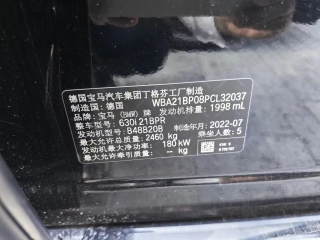 德国宝马汽车集团丁格芬工厂制造
制造国：德国 WBA21BP08PCL32037
品牌：宝马（BMW）牌 发动机排量：1998 mL
整车型号：630i 21BPR
发动机型号：B48B20B 制造年月：2022-07
最大允许总质量：2460 kg 乘坐人数：5
发动机最大净功率：180 kW
最大允许牵引质量：-- kg